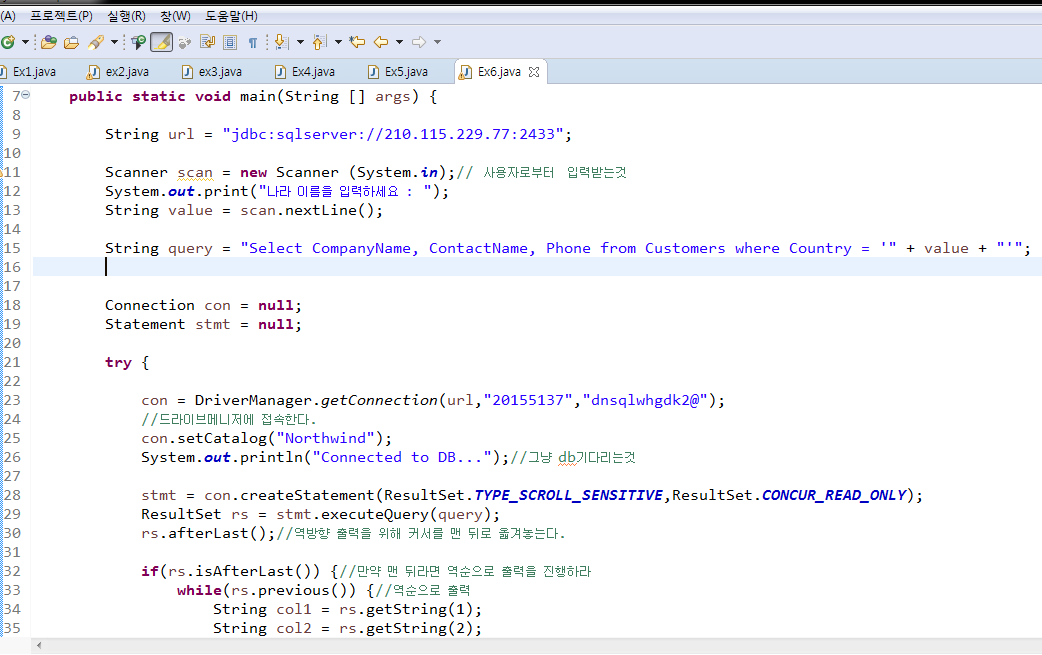 (A) 프로젝트(P) 실행(R) 창(W) 도움말(H)
Ex1.java ex2.java ex3.java Ex4.java Ex5.java Ex6.java
7 public static void main(String [] args) {
8
9 String url = "jdbc:sqlserver://210.115.229.77:2433";
10
11 Scanner scan = new Scanner (System.in);// 사용자로부터 입력받는것
12 System.out.print("나라 이름을 입력하세요 : ");
13 String value = scan.nextLine();
14
15 String query = "Select CompanyName, ContactName, Phone from Customers where Country = '" + value + "'";
16
17
18 Connection con = null;
19 Statement stmt = null;
20
21 try {
22
23 con = DriverManager.getConnection(url,"20155137","dnsqlwhgdk2@");
24 //드라이브메니저에 접속한다.
25 con.setCatalog("Northwind");
26 System.out.println("Connected to DB...");//그냥 db기다리는것
27
28 stmt = con.createStatement(ResultSet.TYPE_SCROLL_SENSITIVE,ResultSet.CONCUR_READ_ONLY);
29 ResultSet rs = stmt.executeQuery(query);
30 rs.afterLast();//역방향 출력을 위해 커서를 맨 뒤로 옮겨놓는다.
31
32 if(rs.isAfterLast()) {//만약 맨 뒤라면 역순으로 출력을 진행하라
33 while(rs.previous()) {//역순으로 출력
34 String col1 = rs.getString(1);
35 String col2 = rs.getString(2);